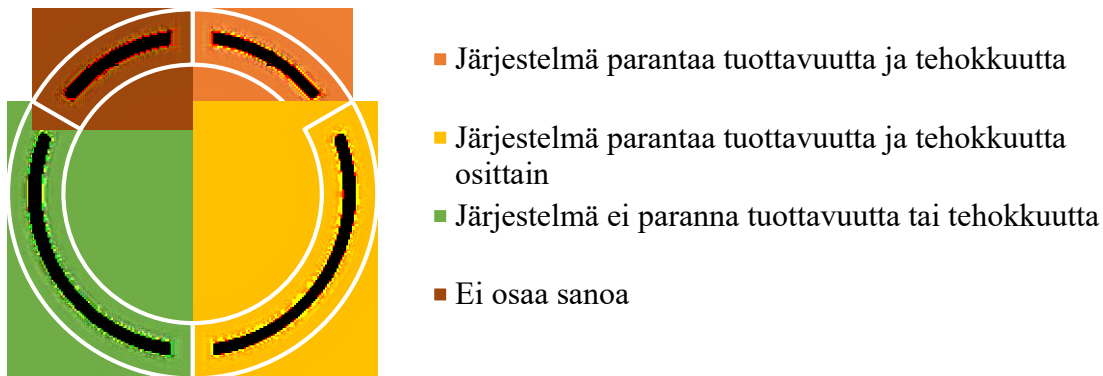 Järjestelmä parantaa tuottavuutta ja tehokkuutta
Järjestelmä parantaa tuottavuutta ja tehokkuutta
osittain
Järjestelmä ei paranna tuottavuutta tai tehokkuutta
Ei osaa sanoa